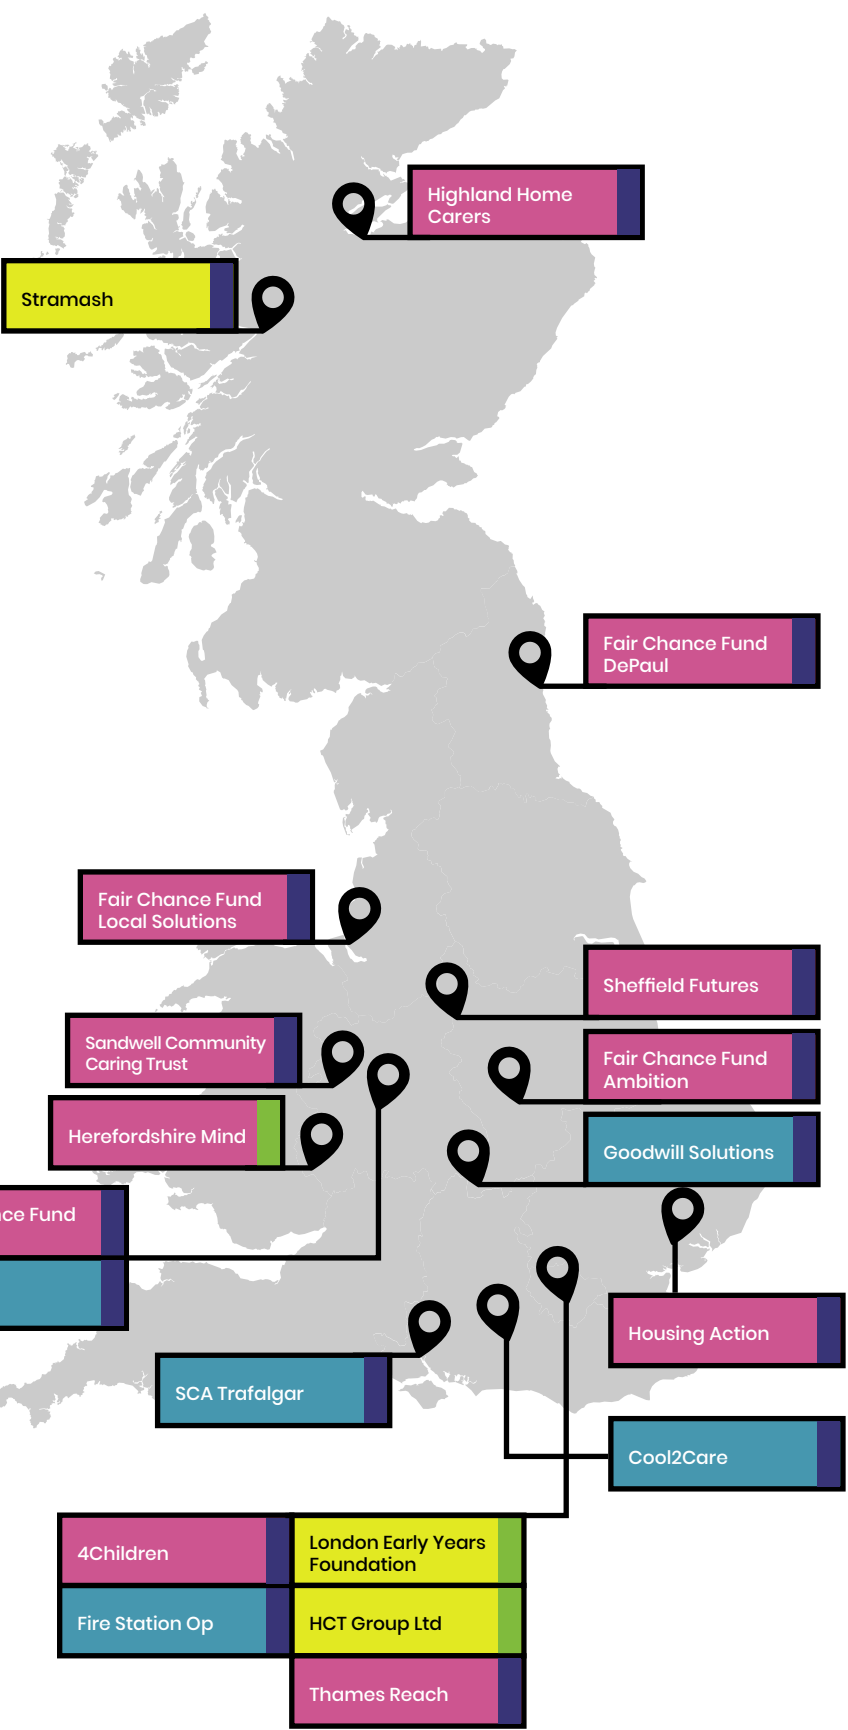 Highland Home
Carers
Stramash
Fair Chance Fund
DePaul
Fair Chance Fund
Local Solutions
Sheffield Futures
Sandwell Community
Caring Trust
Fair Chance Fund
Ambition
Herefordshire Mind
Goodwill Solutions
Fund
Housing Action
SCA Trafalgar
Cool2Care
4Children
London Early Years
Foundation
Fire Station Op
HCT Group Ltd
Thames Reach